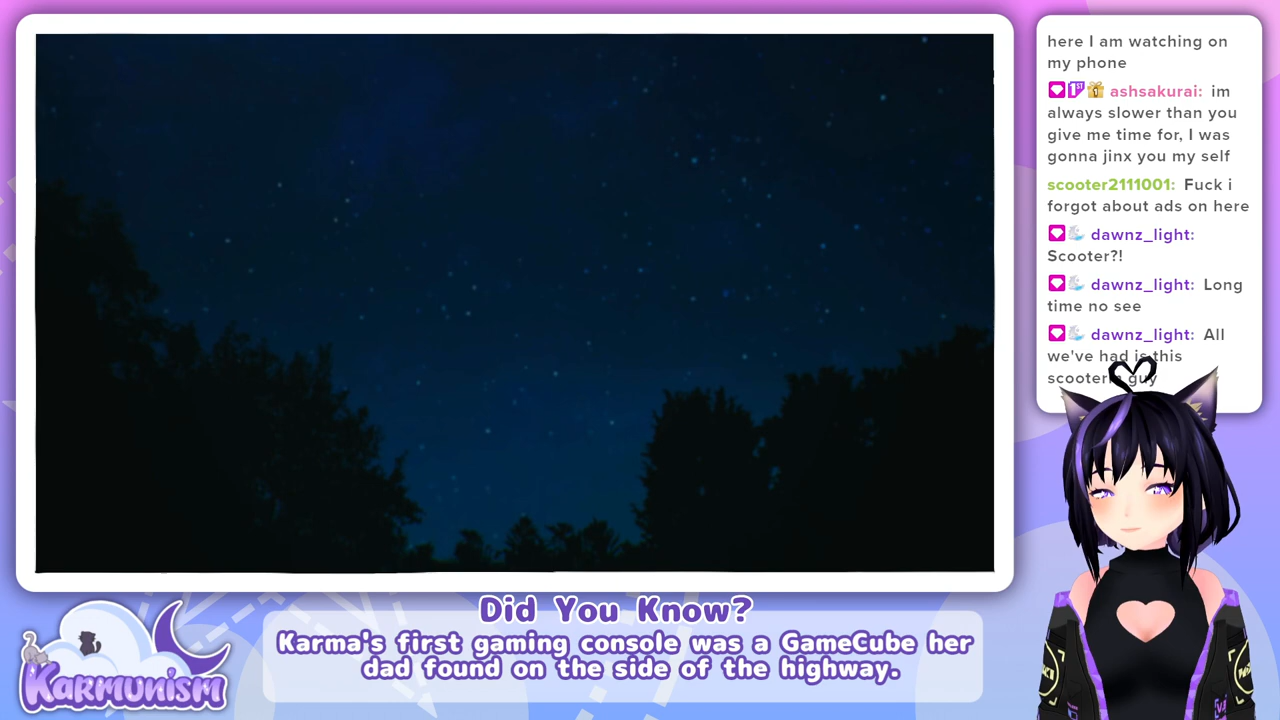 here I am watching on
my phone
ashsakurai: im
always slower than you
give me time for, I was
gonna jinx you my self
scooter2111001: Fuck i
forgot about ads on here
dawnz_light:
Scooter?!
dawnz_light: Long
time no see
dawnz_light: All
we've had is this
guy
Did You Know?
Karma's first gaming console was a GameCube her
dad found on the side of the highway.
KARMUNISM